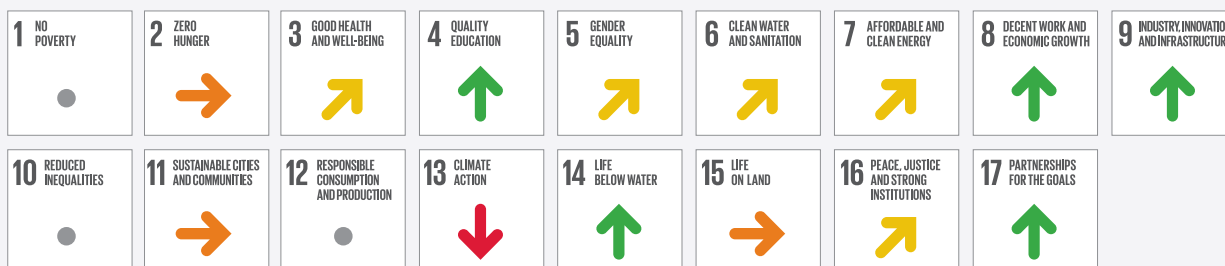 1 NO
POVERTY
2 ZERO
HUNGER
3 GOOD HEALTH
AND WELL-BEING
4 QUALITY
EDUCATION
5 GENDER
EQUALITY
6 CLEAN WATER
AND SANITATION
7 AFFORDABLE AND
CLEAN ENERGY
8 DECENT WORK AND
ECONOMIC GROWTH
9 INDUSTRY, INNOVATIO
AND INFRASTRUCTUR
10 REDUCED
INEQUALITIES
11 SUSTAINABLE CITIES
AND COMMUNITIES
12 RESPONSIBLE
CONSUMPTION
AND PRODUCTION
13 CLIMATE
ACTION
14 LIFE
BELOW WATER
15 LIFE
ON LAND
16 PEACE, JUSTICE
AND STRONG
INSTITUTIONS
17 PARTNERSHIPS
FOR THE GOALS